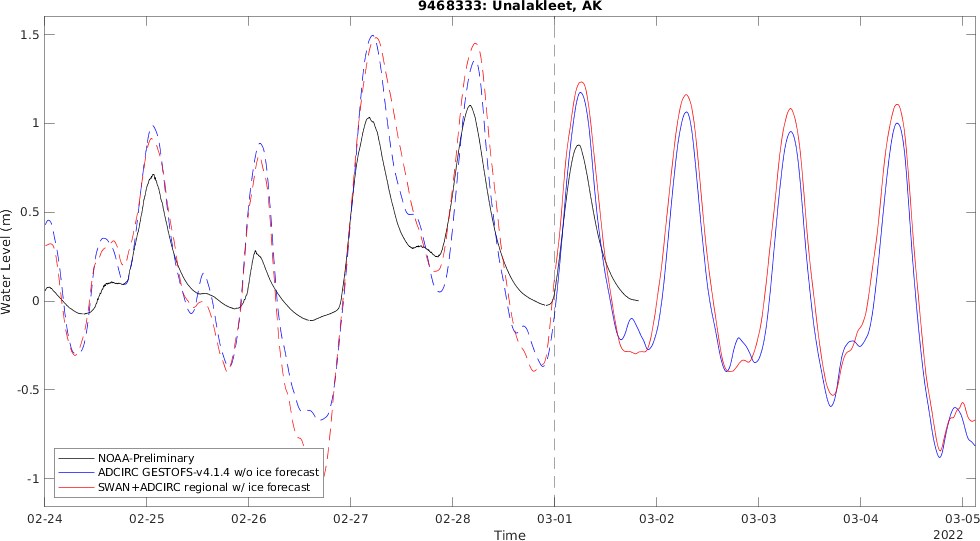 9468333: Unalakleet, AK
Water Level (m)
1.5
1
0.5
0
-0.5
-1
NOAA-Preliminary
ADCIRC GESTOFS-v4.1.4 w/o ice forecast
SWAN+ADCIRC regional w/ ice forecast
02-24 02-25 02-26 02-27 02-28 03-01 03-02 03-03 03-04 03-05
Time
2022